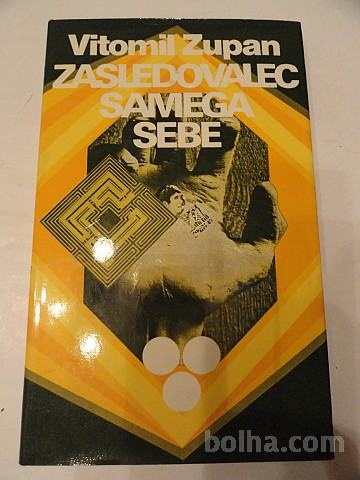 Vitomil Zupan
ZASLEDOVALEC
SAMEGA
SEBE
bolha.com